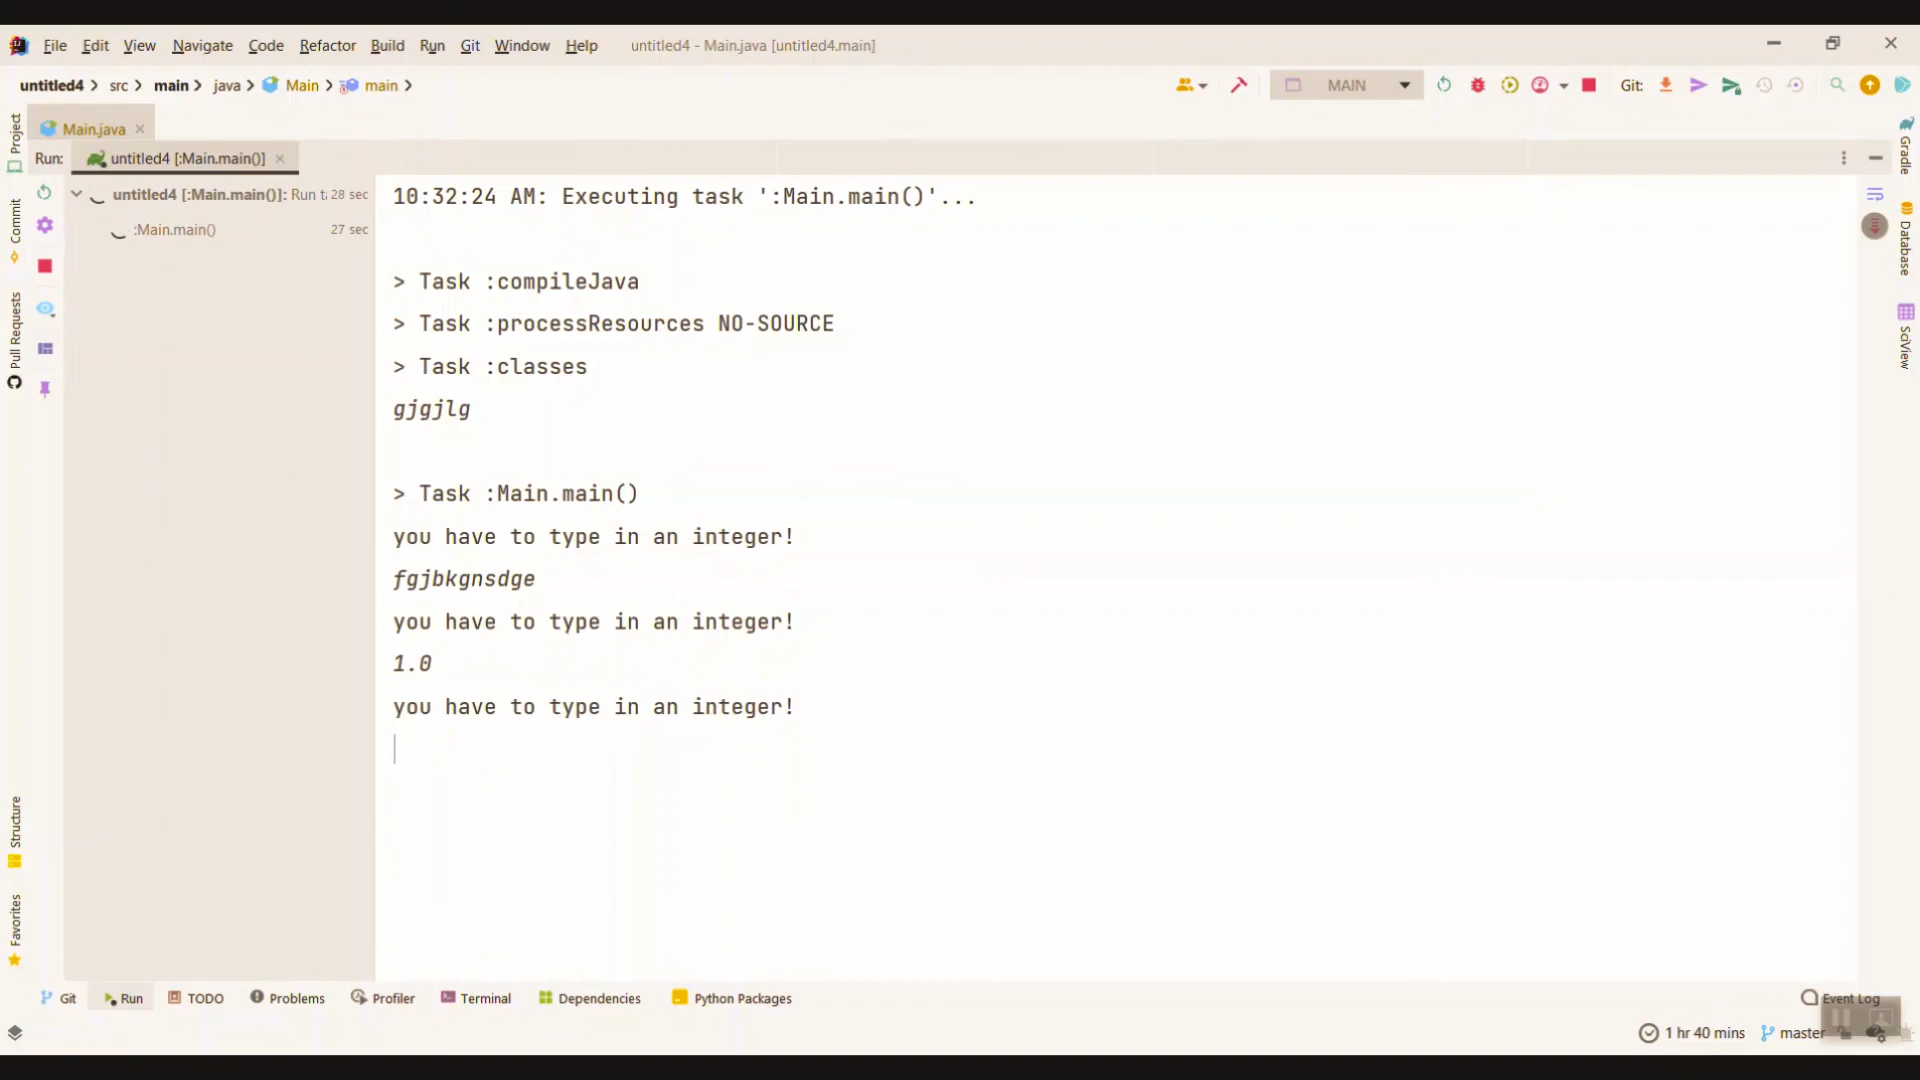 File Edit View Navigate Code Refactor Build Run Git Window Help untitled4 - Main.java [untitled4.main]
untitled4 src main java Main main MAIN Git:
Main.java
Run: untitled4 [:Main.main()]
untitled4 [:Main.main()]: Run ta 28 sec
:Main.main() 27 sec
10:32:24 AM: Executing task ':Main.main()'...
> Task :compileJava
> Task :processResources NO-SOURCE
> Task :classes
gjgjlg
> Task :Main.main()
you have to type in an integer!
fgjbkgnsdge
you have to type in an integer!
1.0
you have to type in an integer!
Project
Commit
Pull Requests
Structure
Favorites
Gradle
Database
SciView
Git Run TODO Problems Profiler Terminal Dependencies Python Packages Event Log
1 hr 40 mins master